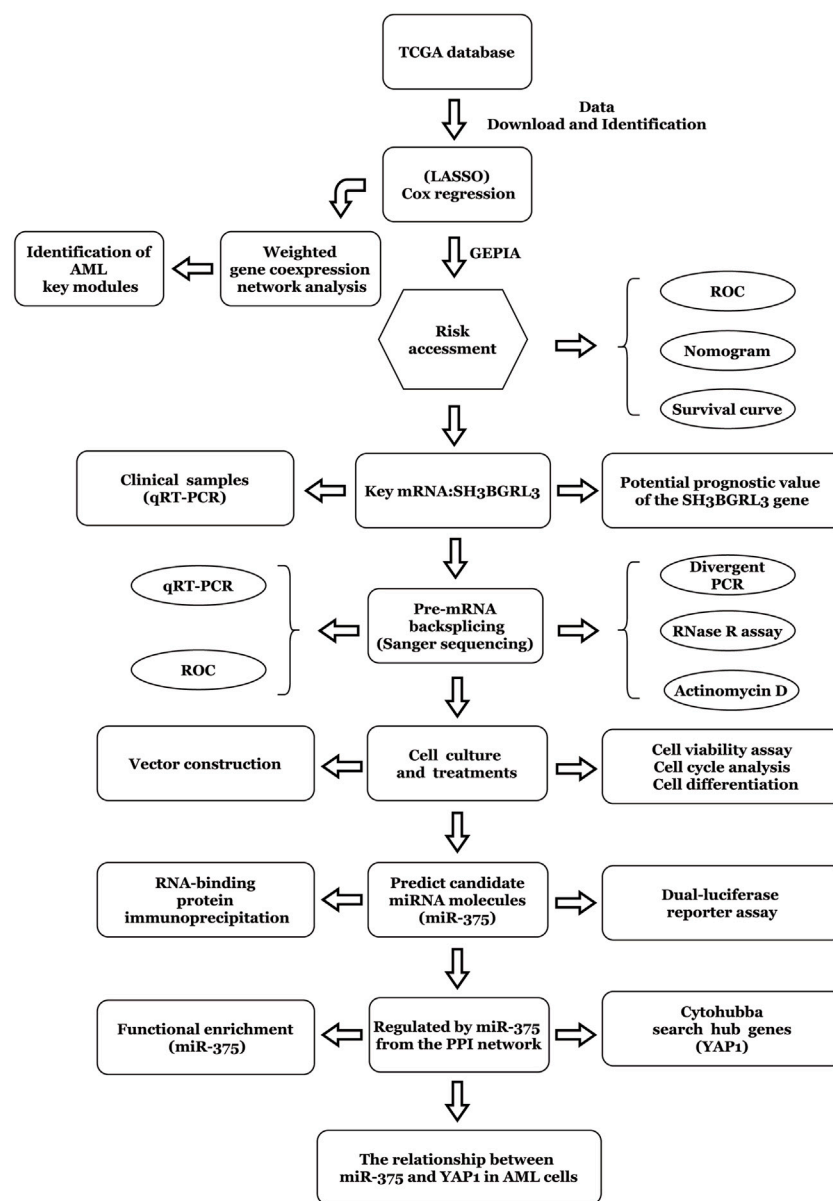 TCGA database
Data
Download and Identification
(LASSO)
Cox regression
Identification of
AML
key modules
Weighted
gene coexpression
network analysis
GEPIA
Risk
accessment
ROC
Nomogram
Survival curve
Clinical samples
(qRT-PCR)
Key mRNA:SH3BGRL3
Potential prognostic value
of the SH3BGRL3 gene
qRT-PCR
ROC
Pre-mRNA
backsplicing
(Sanger sequencing)
Divergent
PCR
RNase R assay
Actinomycin D
Vector construction
Cell culture
and treatments
Cell viability assay
Cell cycle analysis
Cell differentiation
RNA-binding
protein
immunoprecipitation
Predict candidate
miRNA molecules
(miR-375)
Dual-luciferase
reporter assay
Functional enrichment
(miR-375)
Regulated by miR-375
from the PPI network
Cytohubba
search hub genes
(YAP1)
The relationship between
miR-375 and YAP1 in AML cells